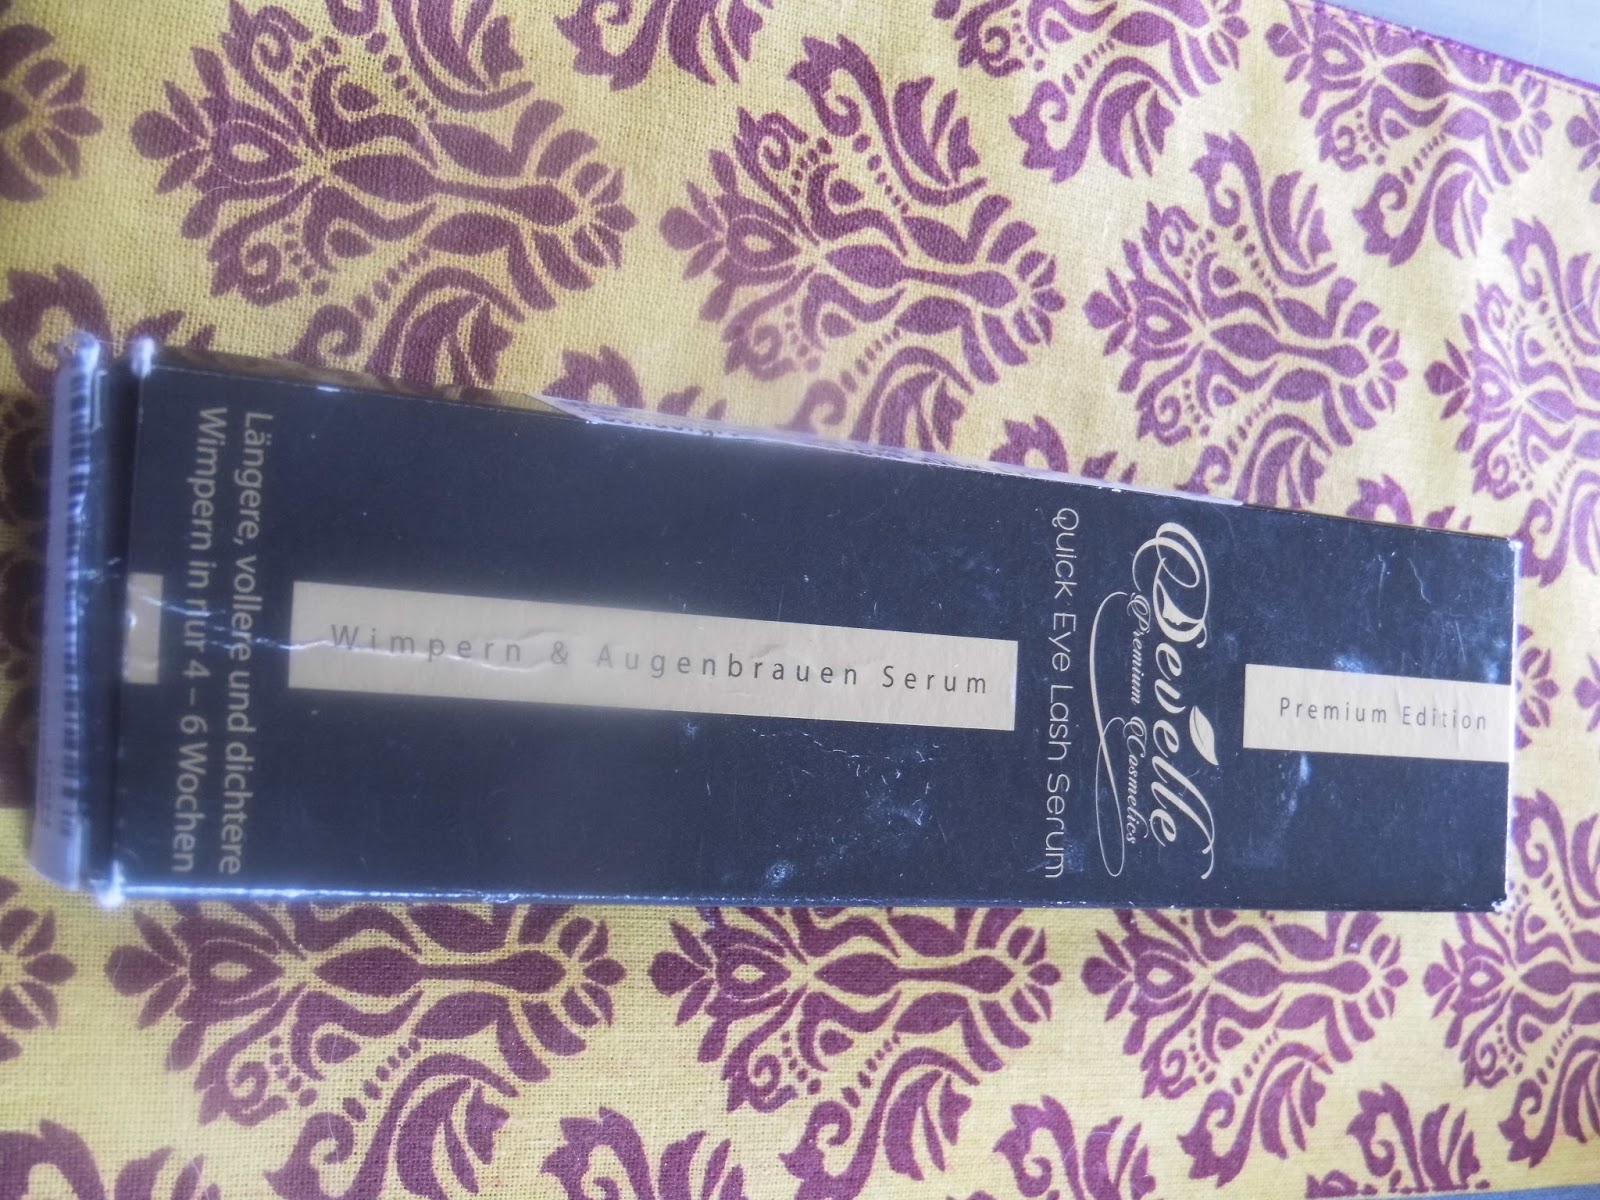 Premium Edition
Develle
Premium Cosmetics
Quick Eye Lash Serum
Wimpern & Augenbrauen Serum
Längere, vollere und dichtere
Wimpern in nur 4 – 6 Wochen